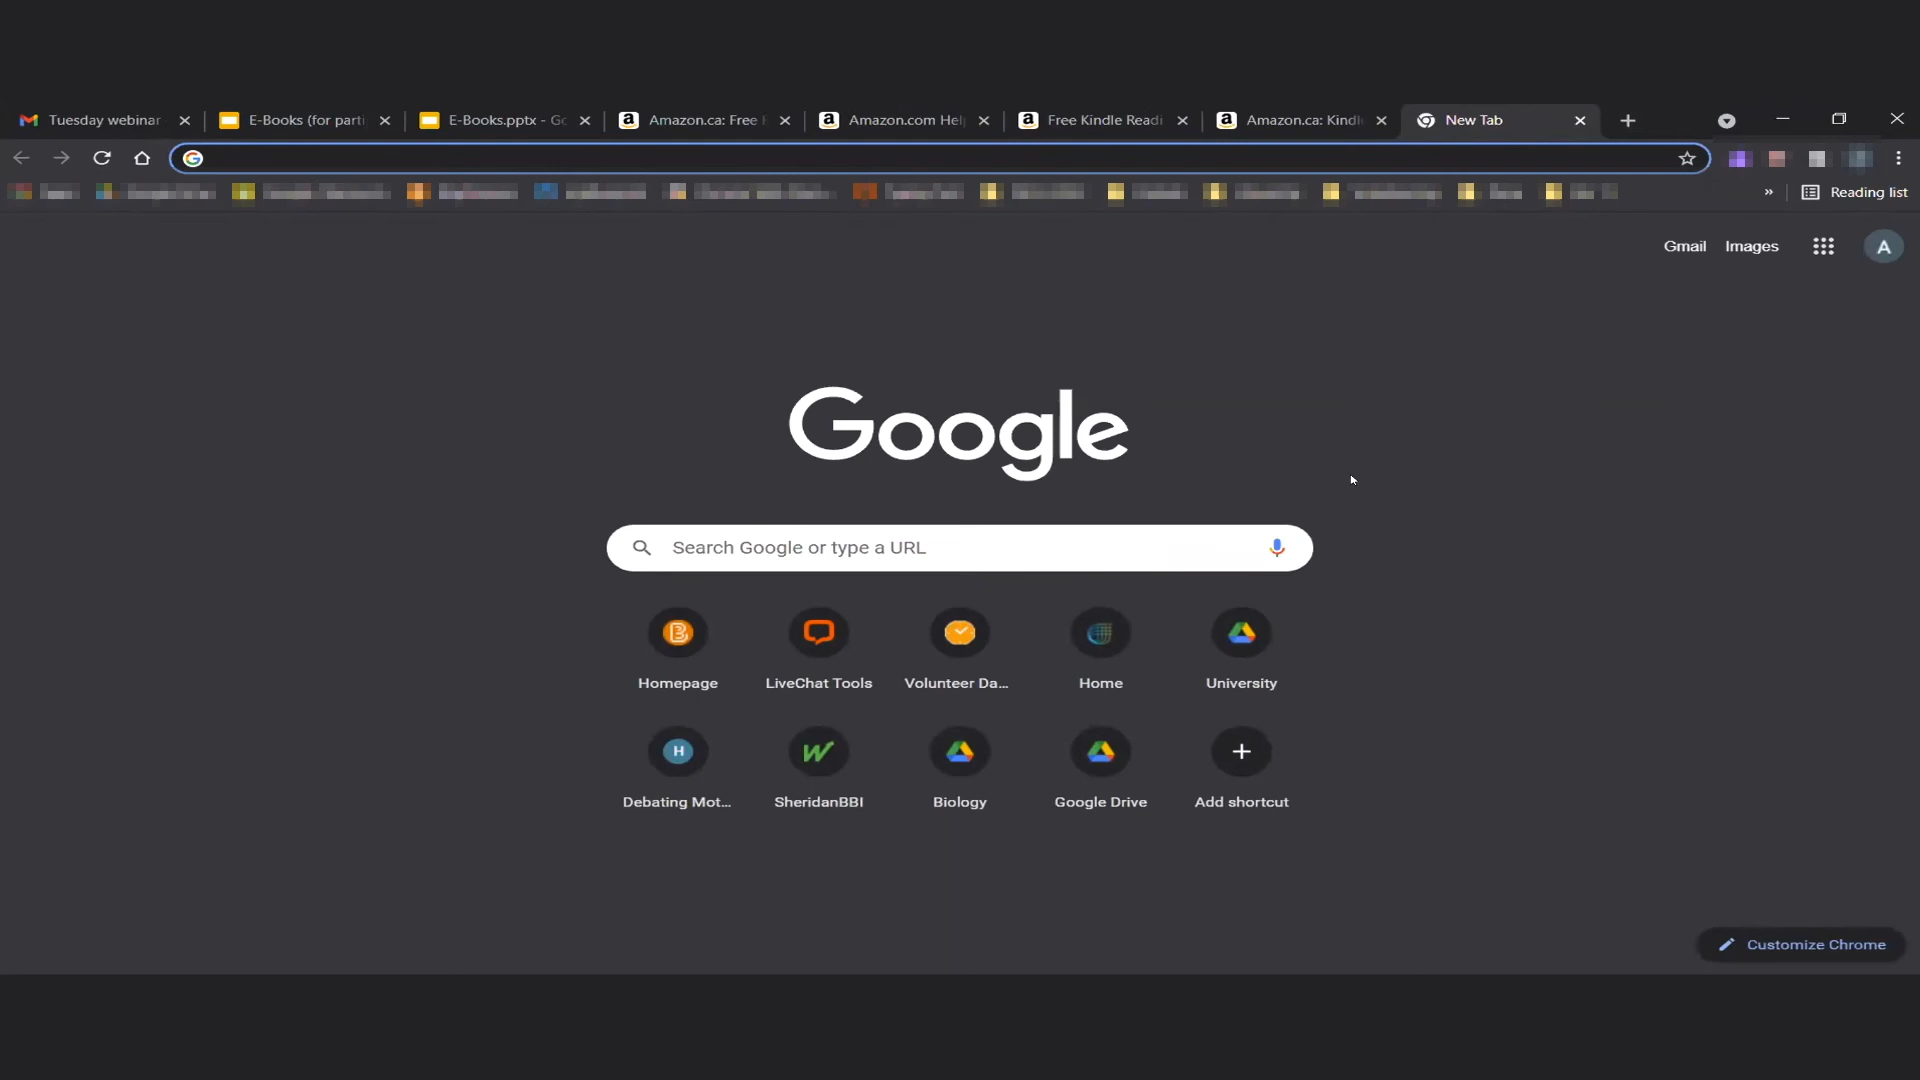 Tuesday webinar
E-Books (for parti
E-Books.pptx - Go
Amazon.ca: Free
Amazon.com Help
Free Kindle Readi
Amazon.ca: Kindl
New Tab
Reading list
Gmail
Images
A
Google
Search Google or type a URL
Homepage
LiveChat Tools
Volunteer Da...
Home
University
H
Debating Mot...
SheridanBBI
Biology
Google Drive
Add shortcut
Customize Chrome